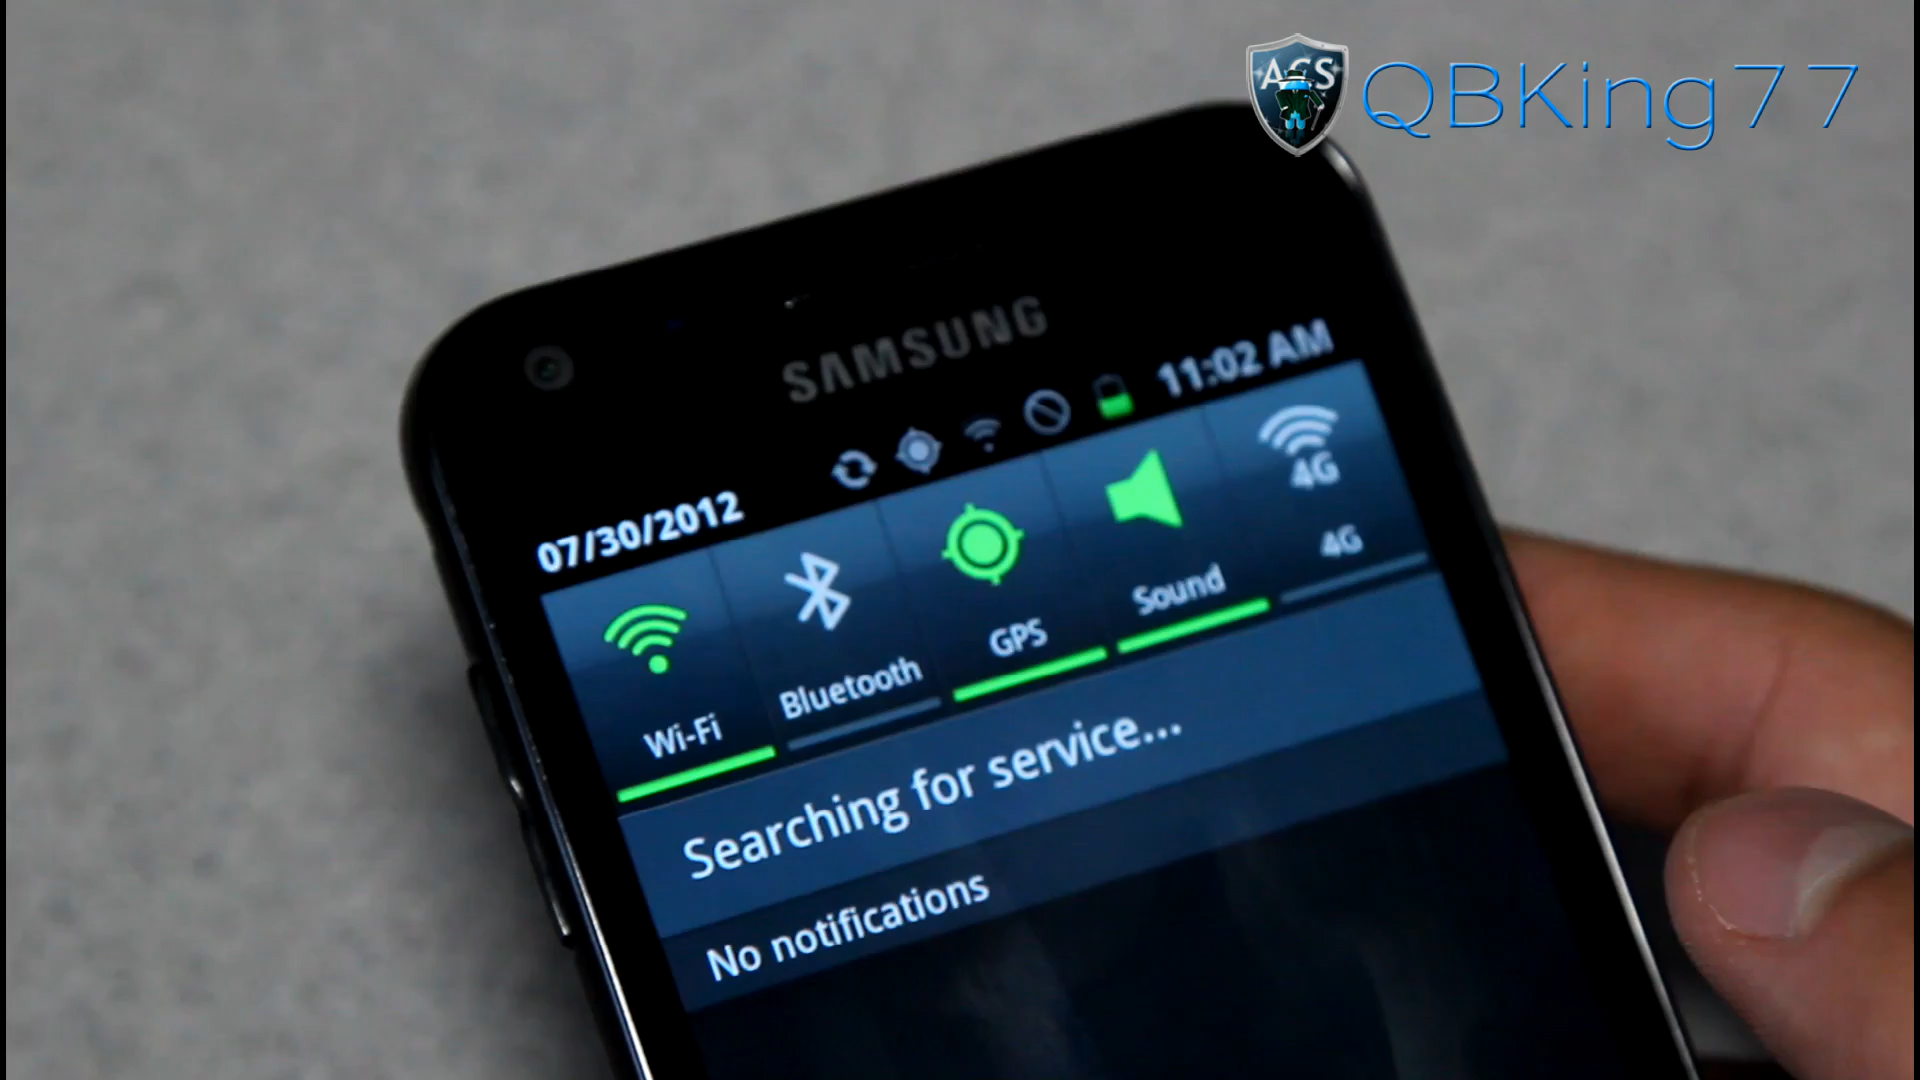 ACS
QBKing77
SAMSUNG
07/30/2012
11:02 AM
4G
Wi-Fi
Bluetooth
GPS
Sound
4G
Searching for service...
No notifications